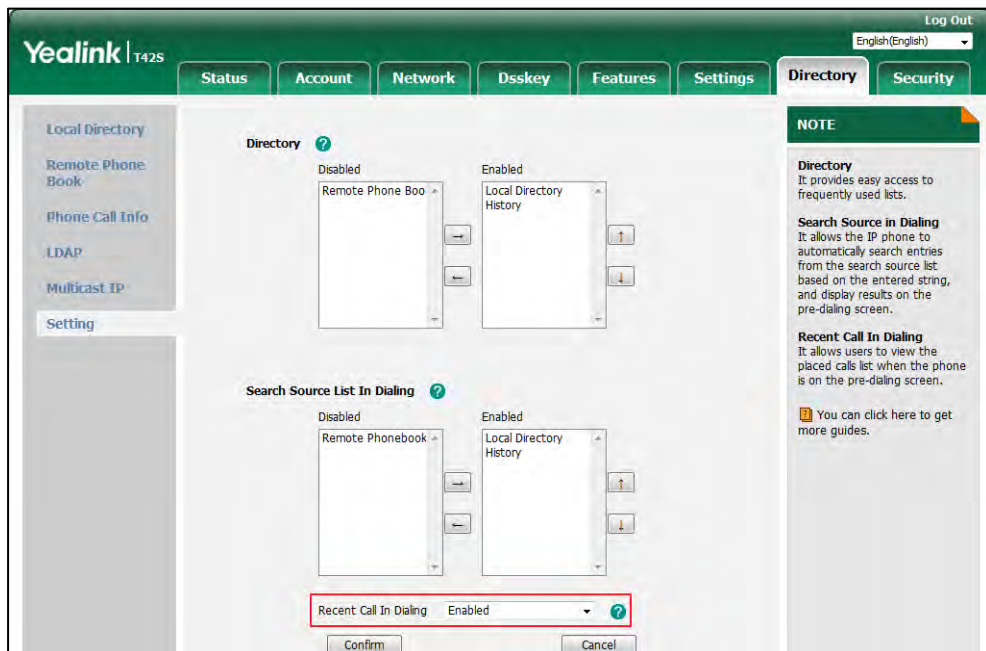 Log Out
English(English)
Yealink | T42S
Status
Account
Network
Dsskey
Features
Settings
Directory
Security
Local Directory
Remote Phone
Book
Phone Call Info
LDAP
Multicast IP
Setting
Directory ?
Disabled
Enabled
Remote Phone Boo
Local Directory
History
→
←
↑
↓
Search Source List In Dialing ?
Disabled
Enabled
Remote Phonebook
Local Directory
History
→
←
↑
↓
Recent Call In Dialing Enabled ?
Confirm
Cancel
NOTE
Directory
It provides easy access to
frequently used lists.
Search Source in Dialing
It allows the IP phone to
automatically search entries
from the search source list
based on the entered string,
and display results on the
pre-dialing screen.
Recent Call In Dialing
It allows users to view the
placed calls list when the phone
is on the pre-dialing screen.
? You can click here to get
more guides.